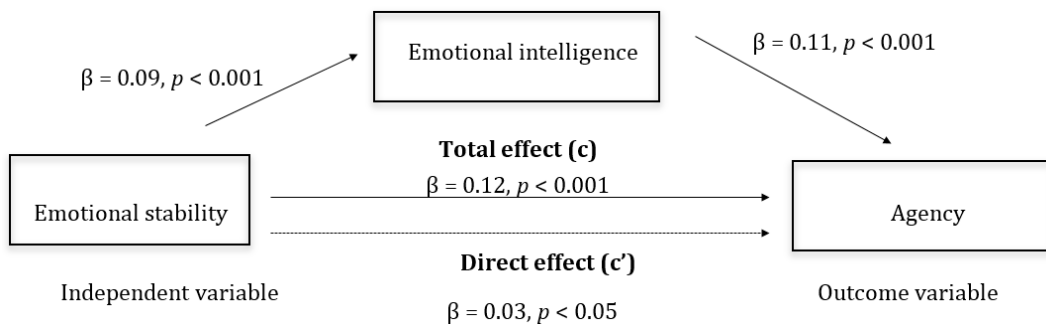 Emotional intelligence
β = 0.11, p < 0.001
β = 0.09, p < 0.001
Total effect (c)
β = 0.12, p < 0.001
Emotional stability
Agency
Direct effect (c’)
Independent variable
Outcome variable
β = 0.03, p < 0.05